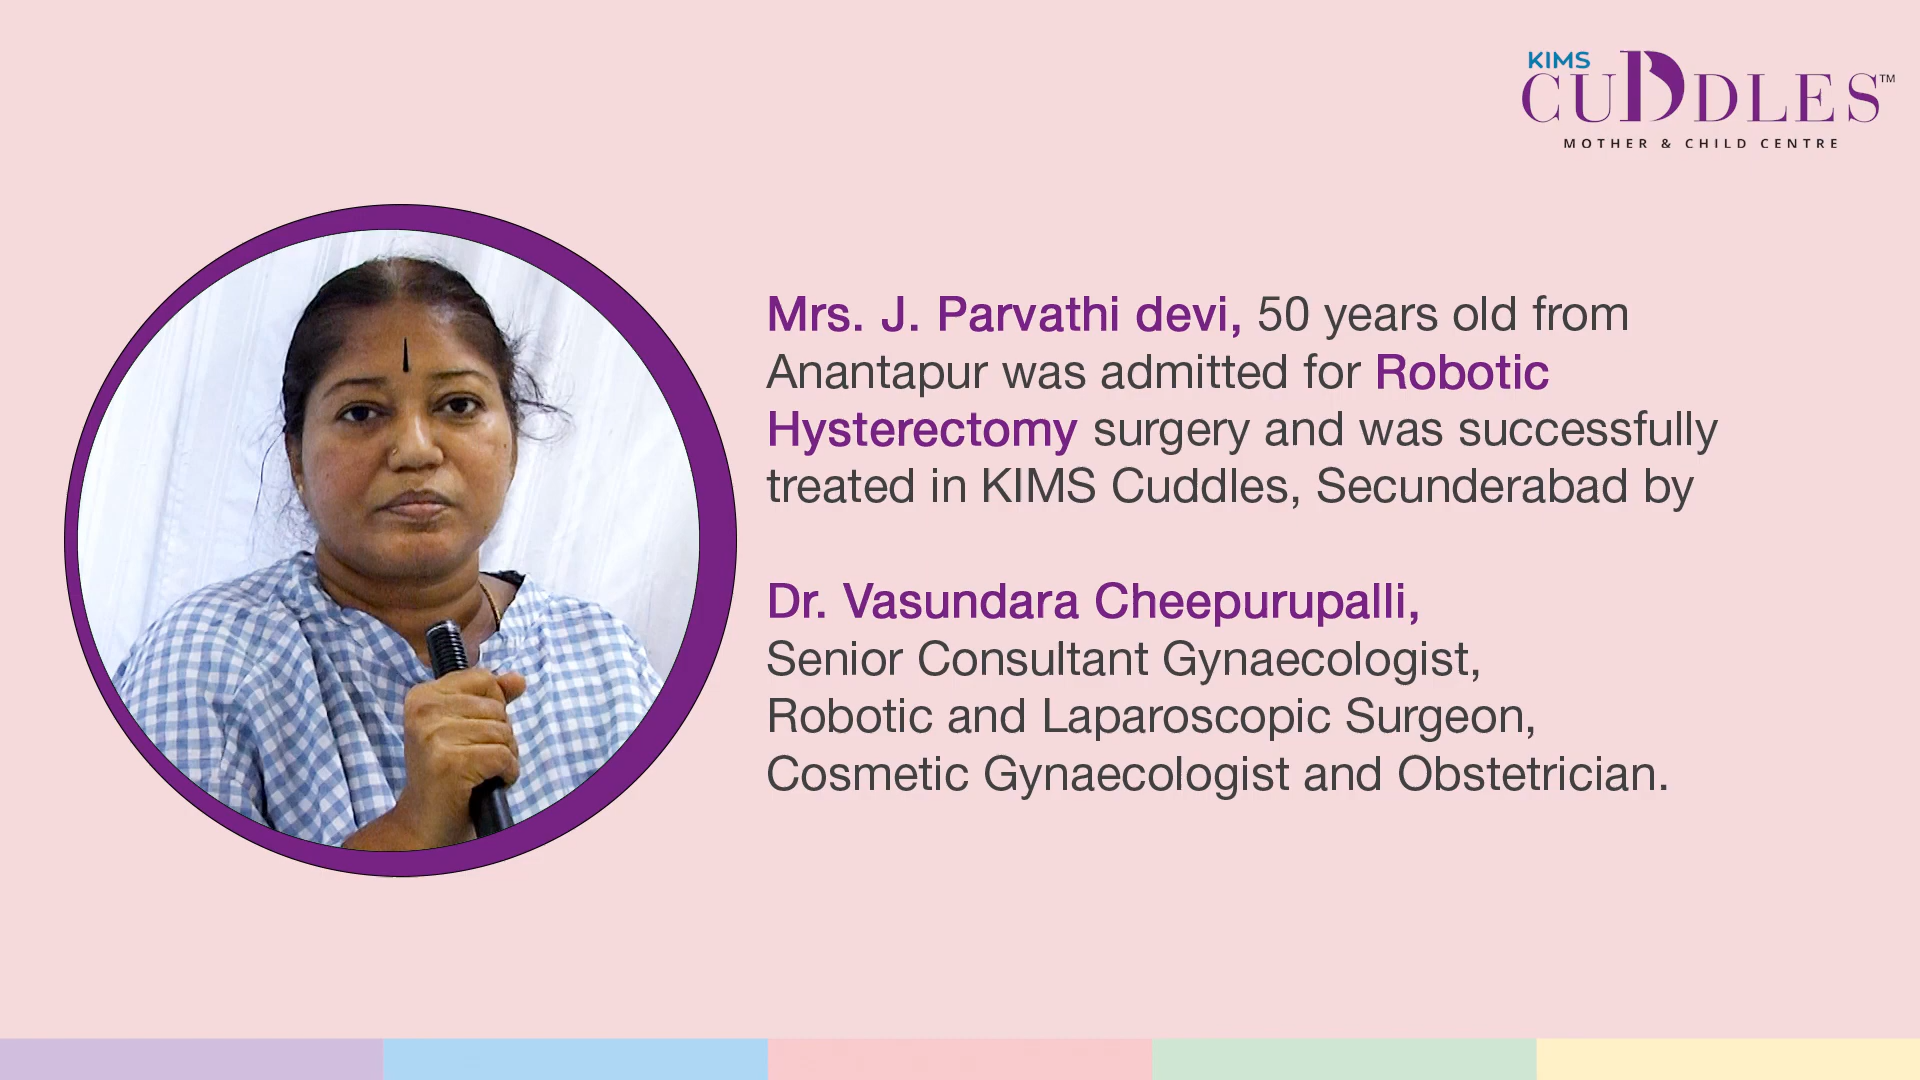 KIMS
CUDDLES™
MOTHER & CHILD CENTRE
Mrs. J. Parvathi devi, 50 years old from
Anantapur was admitted for Robotic
Hysterectomy surgery and was successfully
treated in KIMS Cuddles, Secunderabad by
Dr. Vasundara Cheepurupalli,
Senior Consultant Gynaecologist,
Robotic and Laparoscopic Surgeon,
Cosmetic Gynaecologist and Obstetrician.